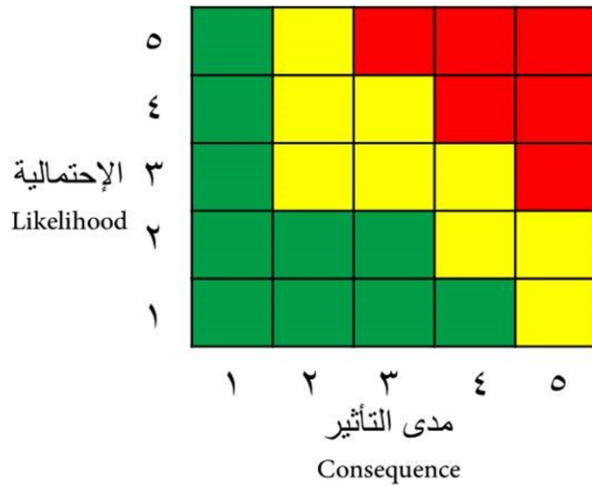 ٥
٤
٣ الإحتمالية
Likelihood
٢
١
١ ٢ ٣ ٤ ٥
مدى التأثير
Consequence